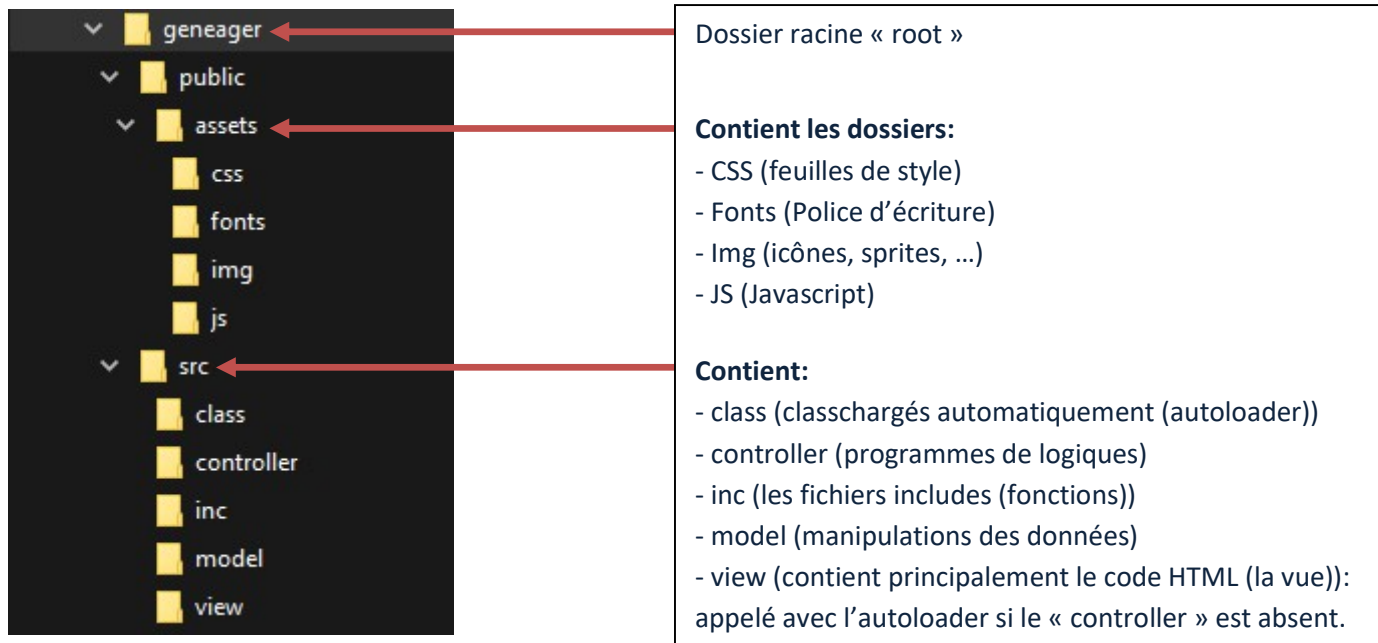 geneager
public
assets
css
fonts
img
js
src
class
controller
inc
model
view
Dossier racine « root »
Contient les dossiers:
- CSS (feuilles de style)
- Fonts (Police d’écriture)
- Img (icônes, sprites, …)
- JS (Javascript)
Contient:
- class (classchargés automatiquement (autoloader))
- controller (programmes de logiques)
- inc (les fichiers includes (fonctions))
- model (manipulations des données)
- view (contient principalement le code HTML (la vue)):
appelé avec l’autoloader si le « controller » est absent.